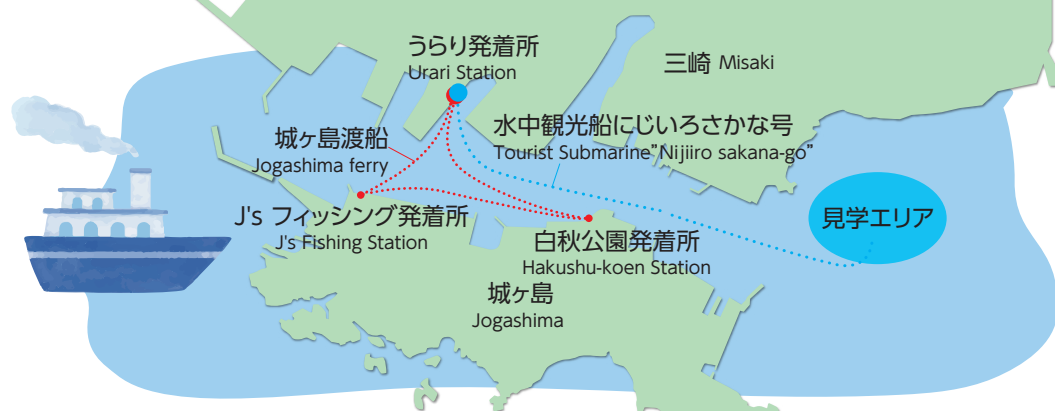 うらり発着所
Urari Station
三崎 Misaki
城ヶ島渡船
Jogashima ferry
水中観光船にじいろさかな号
Tourist Submarine”Nijiiro sakana-go”
J's フィッシング発着所
J's Fishing Station
白秋公園発着所
Hakushu-koen Station
見学エリア
城ヶ島
Jogashima